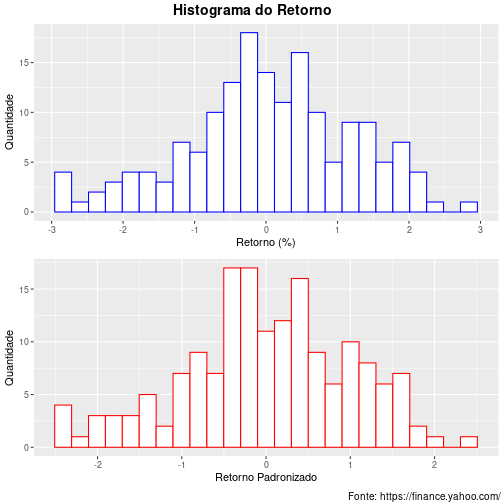 Histograma do Retorno
Quantidade
15
10
5
0
-3 -2 -1 0 1 2 3
Retorno (%)
Quantidade
15
10
5
0
-2 -1 0 1 2
Retorno Padronizado
Fonte: https://finance.yahoo.com/